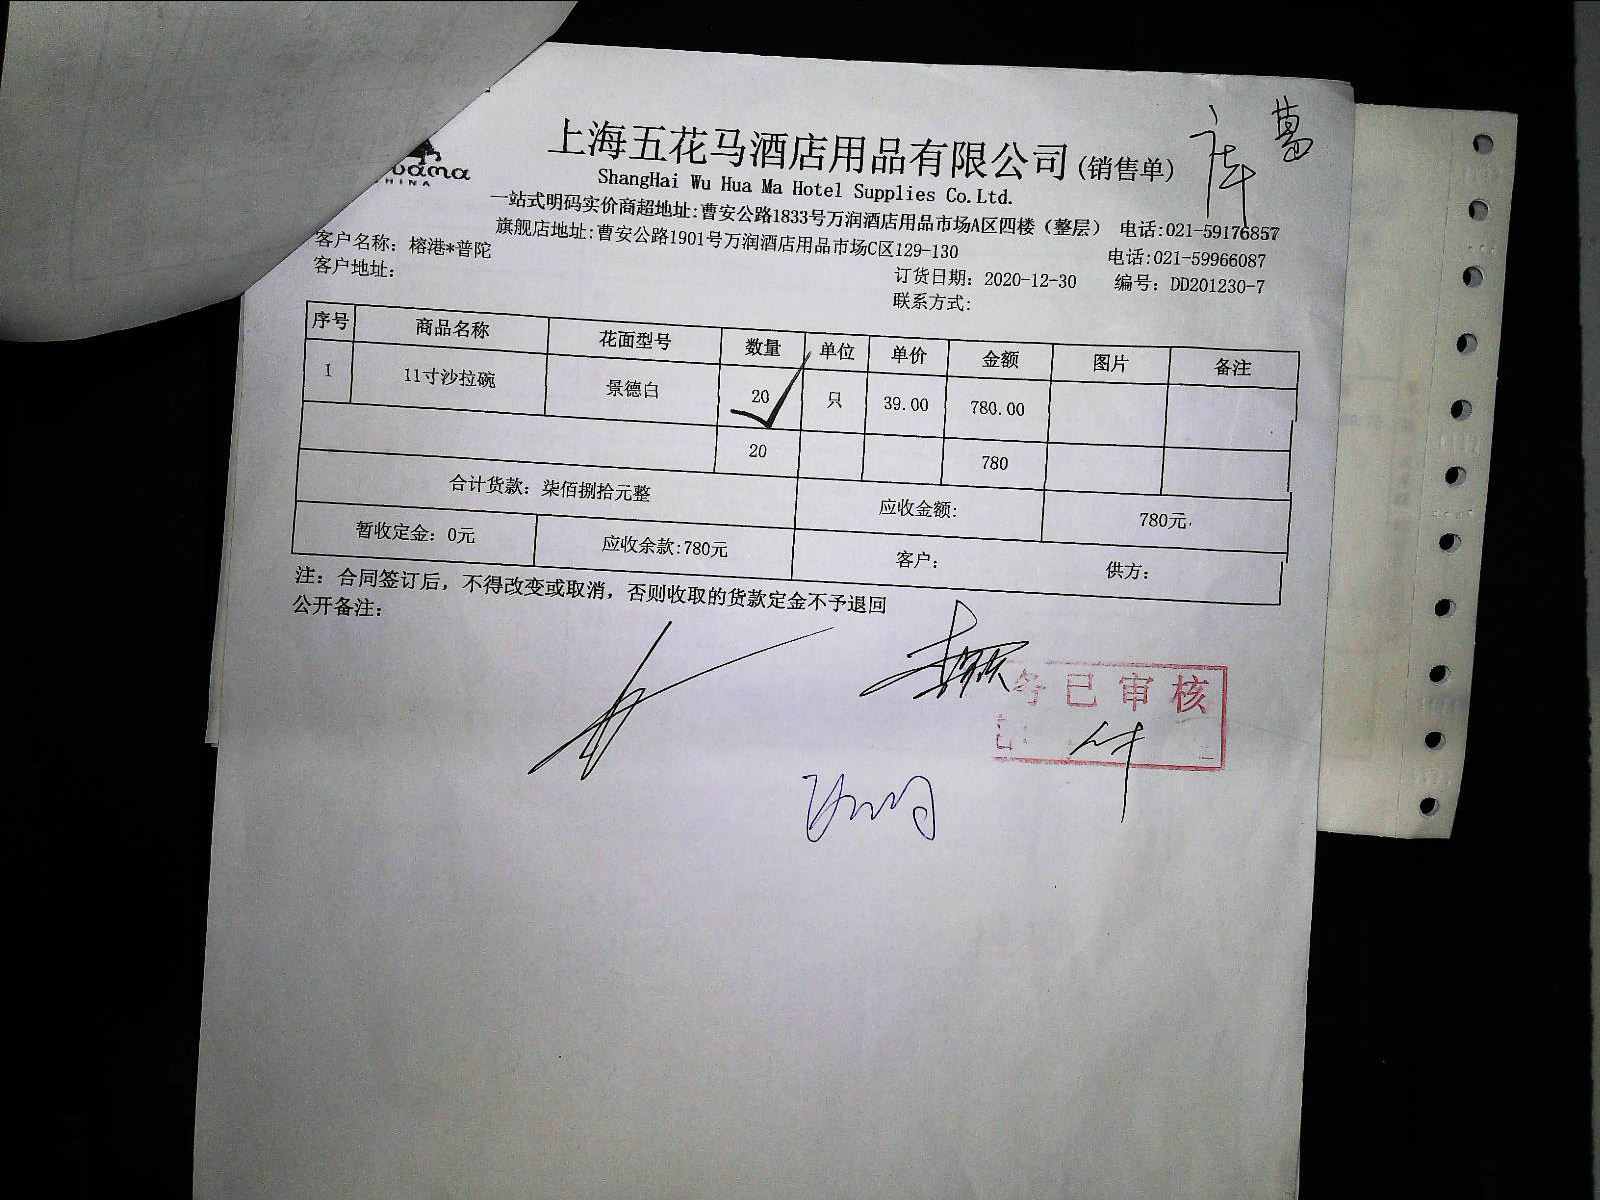 上海五花马酒店用品有限公司(销售单)
ShangHai Wu Hua Ma Hotel Supplies Co.Ltd.
一站式明码实价商超地址:曹安公路1833号万润酒店用品市场A区四楼（整层） 电话:021-59176857
旗舰店地址:曹安公路1901号万润酒店用品市场C区129-130 电话:021-59966087
客户名称: 榕港*普陀
客户地址:
订货日期: 2020-12-30 编号: DD201230-7
联系方式:
序号 商品名称 花面型号 数量 单位 单价 金额 图片 备注
1 11寸沙拉碗 景德白 20 只 39.00 780.00
20 780
合计货款: 柒佰捌拾元整 应收金额: 780元
暂收定金: 0元 应收余款:780元 客户: 供方:
注: 合同签订后, 不得改变或取消, 否则收取的货款定金不予退回
公开备注:
已审核